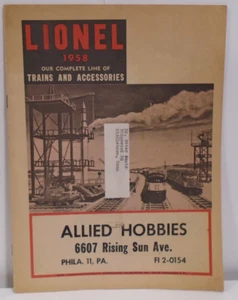 LIONEL
1958
OUR COMPLETE LINE OF
TRAINS AND ACCESSORIES
ALLIED HOBBIES
6607 Rising Sun Ave.
PHILA. 11, PA.
FI 2-0154